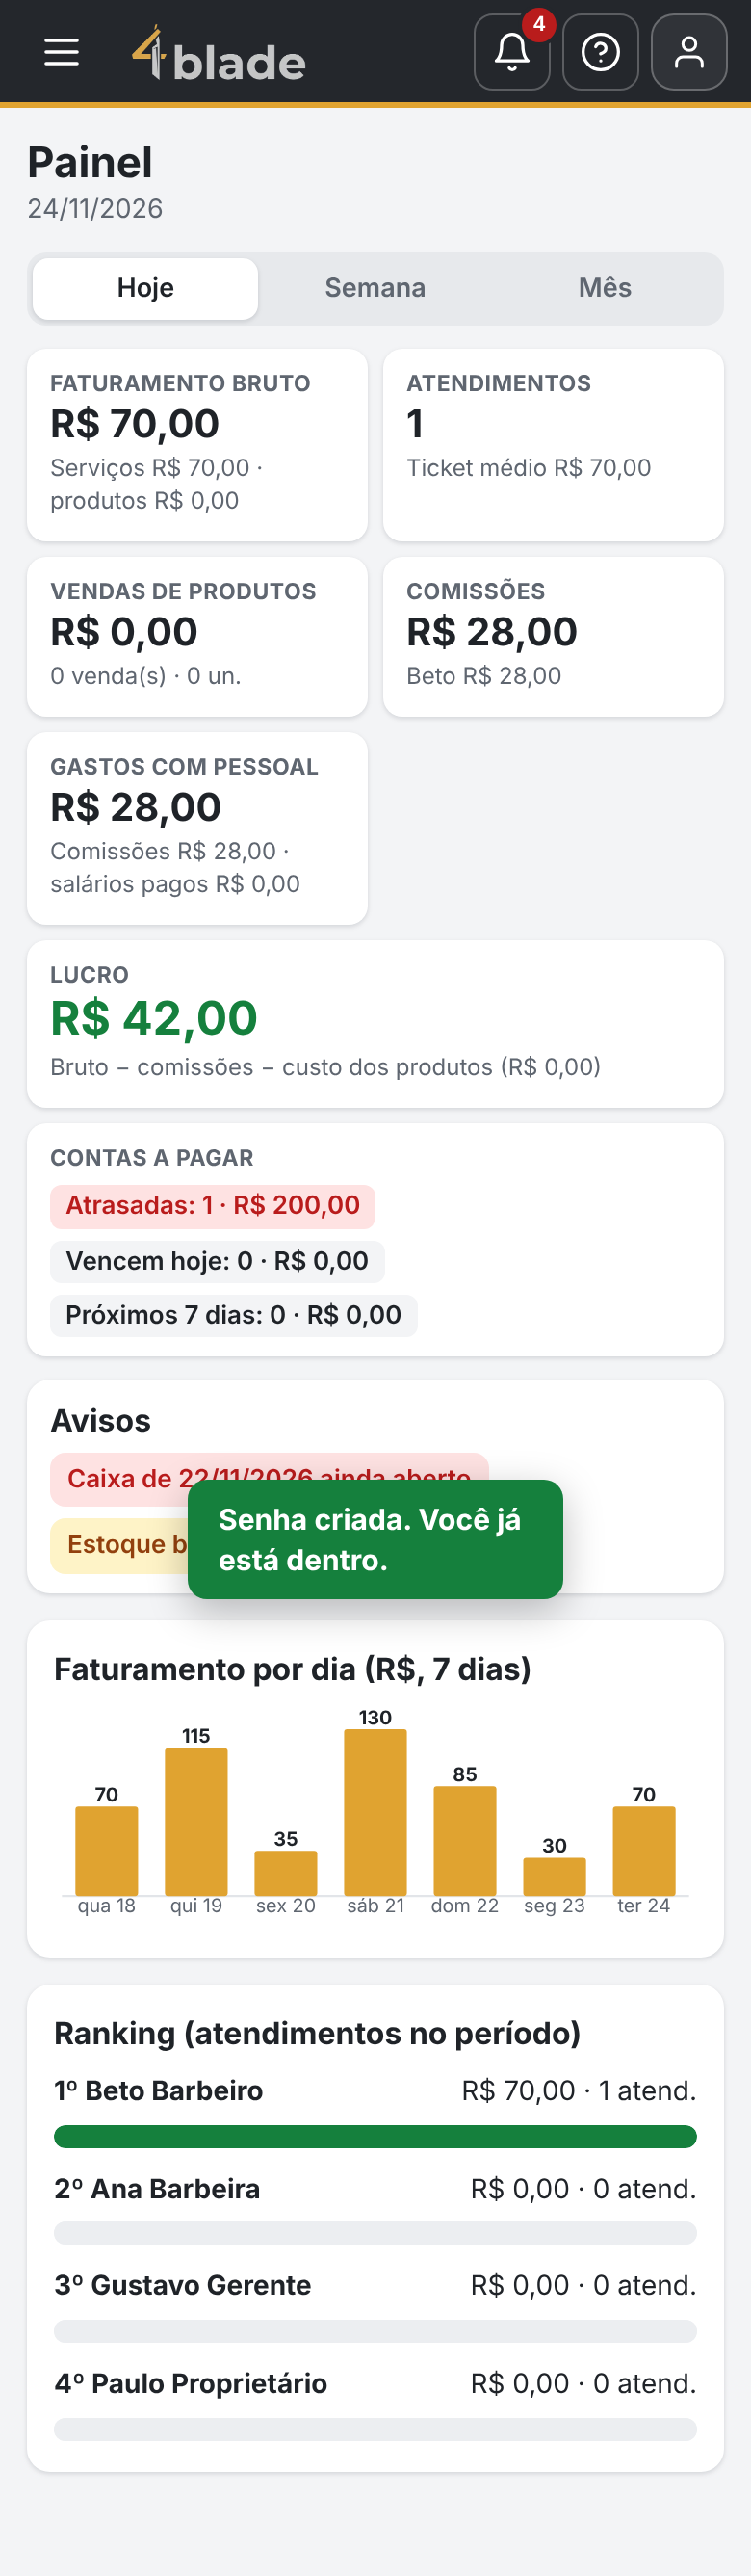 4blade
4
Painel
24/11/2026
Hoje
Semana
Mês
FATURAMENTO BRUTO
R$ 70,00
Serviços R$ 70,00 ·
produtos R$ 0,00
ATENDIMENTOS
1
Ticket médio R$ 70,00
VENDAS DE PRODUTOS
R$ 0,00
0 venda(s) · 0 un.
COMISSÕES
R$ 28,00
Beto R$ 28,00
GASTOS COM PESSOAL
R$ 28,00
Comissões R$ 28,00 ·
salários pagos R$ 0,00
LUCRO
R$ 42,00
Bruto − comissões − custo dos produtos (R$ 0,00)
CONTAS A PAGAR
Atrasadas: 1 · R$ 200,00
Vencem hoje: 0 · R$ 0,00
Próximos 7 dias: 0 · R$ 0,00
Avisos
Caixa de 22/11/2026 ainda aberto
Estoque b
Senha criada. Você já
está dentro.
Faturamento por dia (R$, 7 dias)
70
115
35
130
85
30
70
qua 18
qui 19
sex 20
sáb 21
dom 22
seg 23
ter 24
Ranking (atendimentos no período)
1º Beto Barbeiro
R$ 70,00 · 1 atend.
2º Ana Barbeira
R$ 0,00 · 0 atend.
3º Gustavo Gerente
R$ 0,00 · 0 atend.
4º Paulo Proprietário
R$ 0,00 · 0 atend.